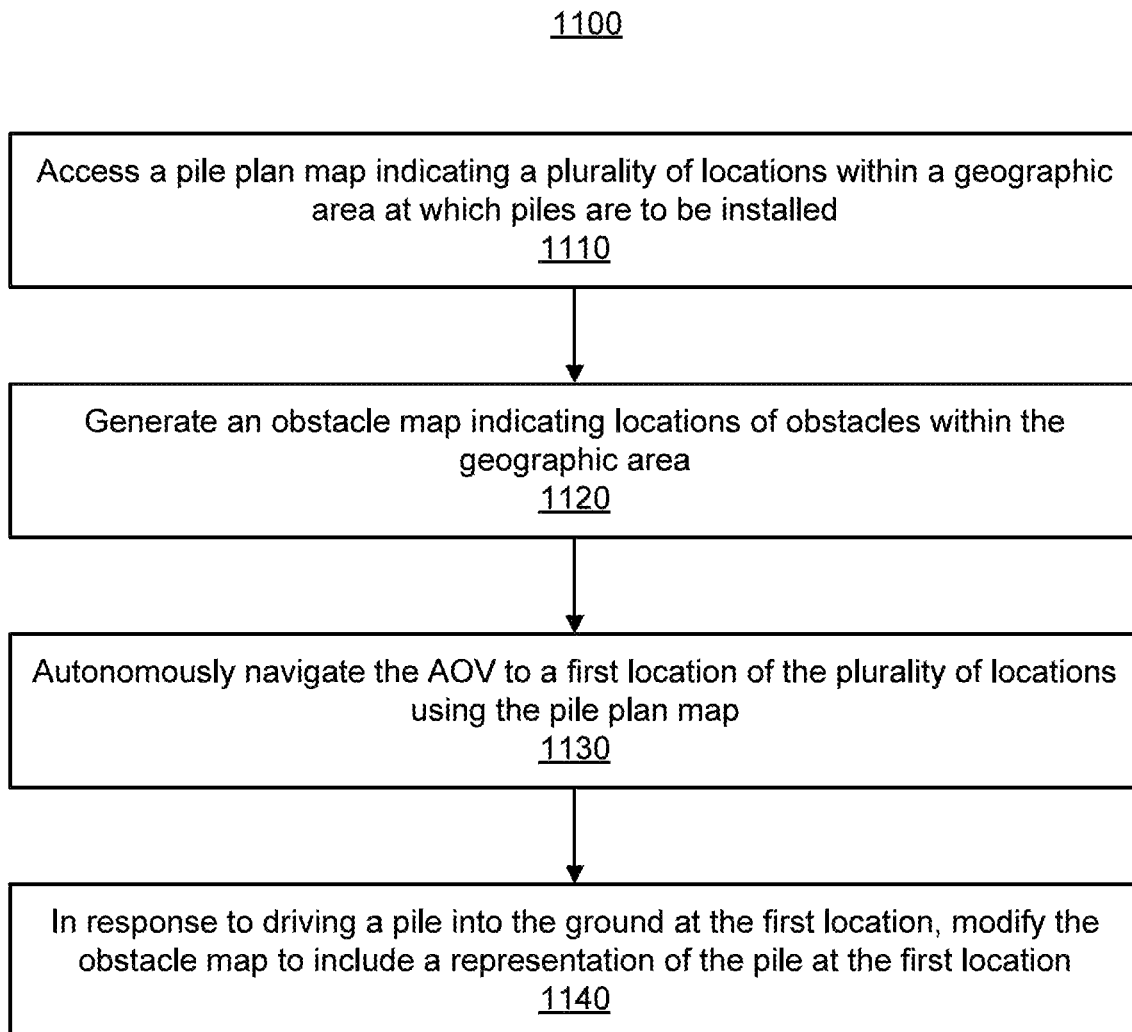 1100
Access a pile plan map indicating a plurality of locations within a geographic
area at which piles are to be installed
1110
Generate an obstacle map indicating locations of obstacles within the
geographic area
1120
Autonomously navigate the AOV to a first location of the plurality of locations
using the pile plan map
1130
In response to driving a pile into the ground at the first location, modify the
obstacle map to include a representation of the pile at the first location
1140